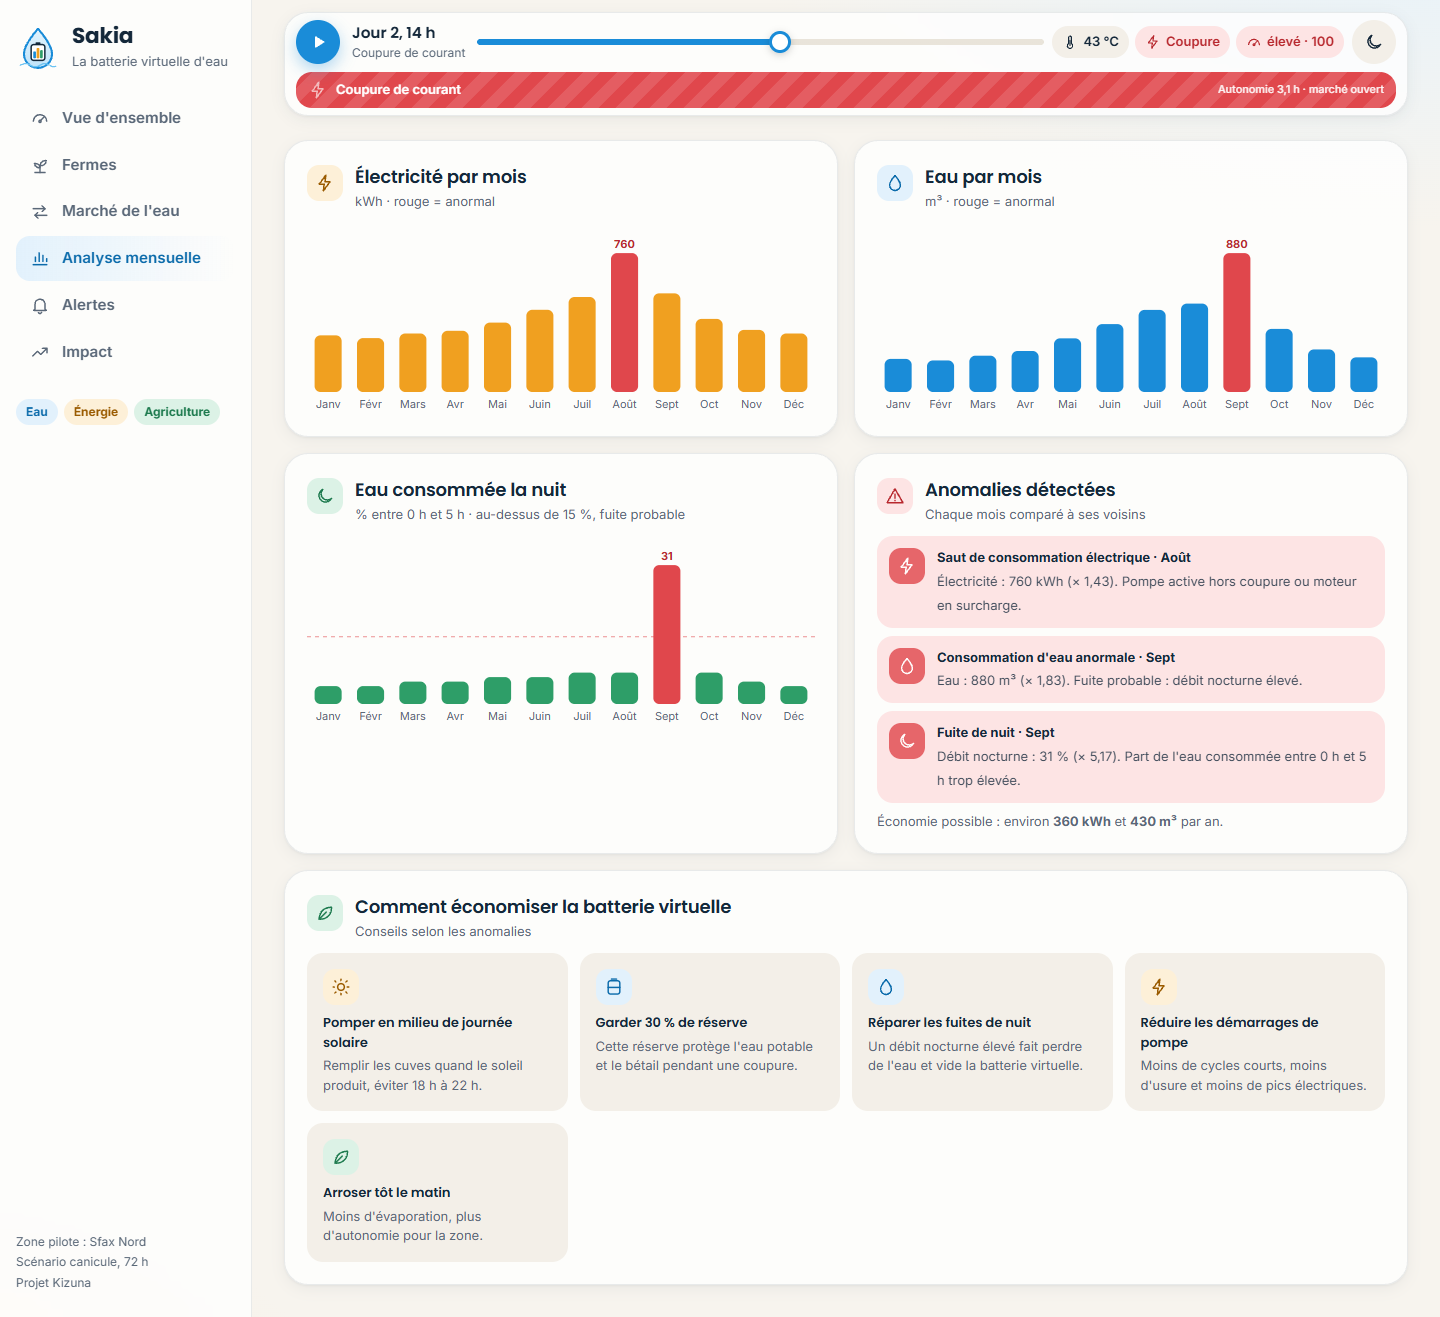 Sakia
La batterie virtuelle d'eau
Vue d'ensemble
Fermes
Marché de l'eau
Analyse mensuelle
Alertes
Impact
Eau
Énergie
Agriculture
Zone pilote : Sfax Nord
Scénario canicule, 72 h
Projet Kizuna
Jour 2, 14 h
Coupure de courant
43 °C
Coupure
élevé · 100
Coupure de courant
Autonomie 3,1 h · marché ouvert
Électricité par mois
kWh · rouge = anormal
760
Janv Févr Mars Avr Mai Juin Juil Août Sept Oct Nov Déc
Eau par mois
m³ · rouge = anormal
880
Janv Févr Mars Avr Mai Juin Juil Août Sept Oct Nov Déc
Eau consommée la nuit
% entre 0 h et 5 h · au-dessus de 15 %, fuite probable
31
Janv Févr Mars Avr Mai Juin Juil Août Sept Oct Nov Déc
Anomalies détectées
Chaque mois comparé à ses voisins
Saut de consommation électrique · Août
Électricité : 760 kWh (× 1,43). Pompe active hors coupure ou moteur
en surcharge.
Consommation d'eau anormale · Sept
Eau : 880 m³ (× 1,83). Fuite probable : débit nocturne élevé.
Fuite de nuit · Sept
Débit nocturne : 31 % (× 5,17). Part de l'eau consommée entre 0 h et 5
h trop élevée.
Économie possible : environ 360 kWh et 430 m³ par an.
Comment économiser la batterie virtuelle
Conseils selon les anomalies
Pomper en milieu de journée
solaire
Remplir les cuves quand le soleil
produit, éviter 18 h à 22 h.
Garder 30 % de réserve
Cette réserve protège l'eau potable
et le bétail pendant une coupure.
Réparer les fuites de nuit
Un débit nocturne élevé fait perdre
de l'eau et vide la batterie virtuelle.
Réduire les démarrages de
pompe
Moins de cycles courts, moins
d'usure et moins de pics électriques.
Arroser tôt le matin
Moins d'évaporation, plus
d'autonomie pour la zone.